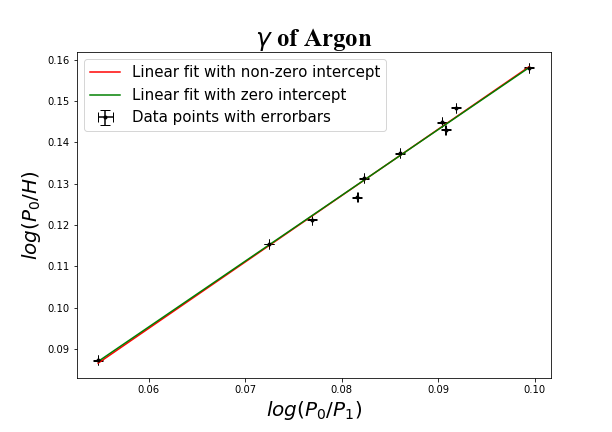 γ of Argon
Linear fit with non-zero intercept
Linear fit with zero intercept
Data points with errorbars
0.16
0.15
0.14
0.13
0.12
0.11
0.10
0.09
log(P₀/H)
0.06 0.07 0.08 0.09 0.10
log(P₀/P₁)